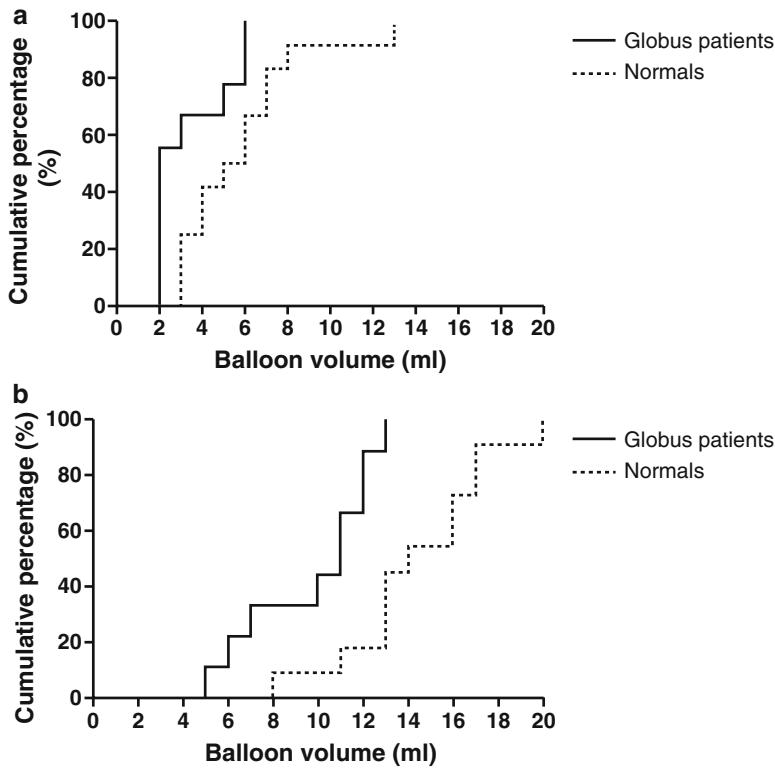 a
Cumulative percentage
(%)
100
80
60
40
20
0
0 2 4 6 8 10 12 14 16 18 20
Balloon volume (ml)
Globus patients
Normals
b
Cumulative percentage (%)
100
80
60
40
20
0
0 2 4 6 8 10 12 14 16 18 20
Balloon volume (ml)
Globus patients
Normals